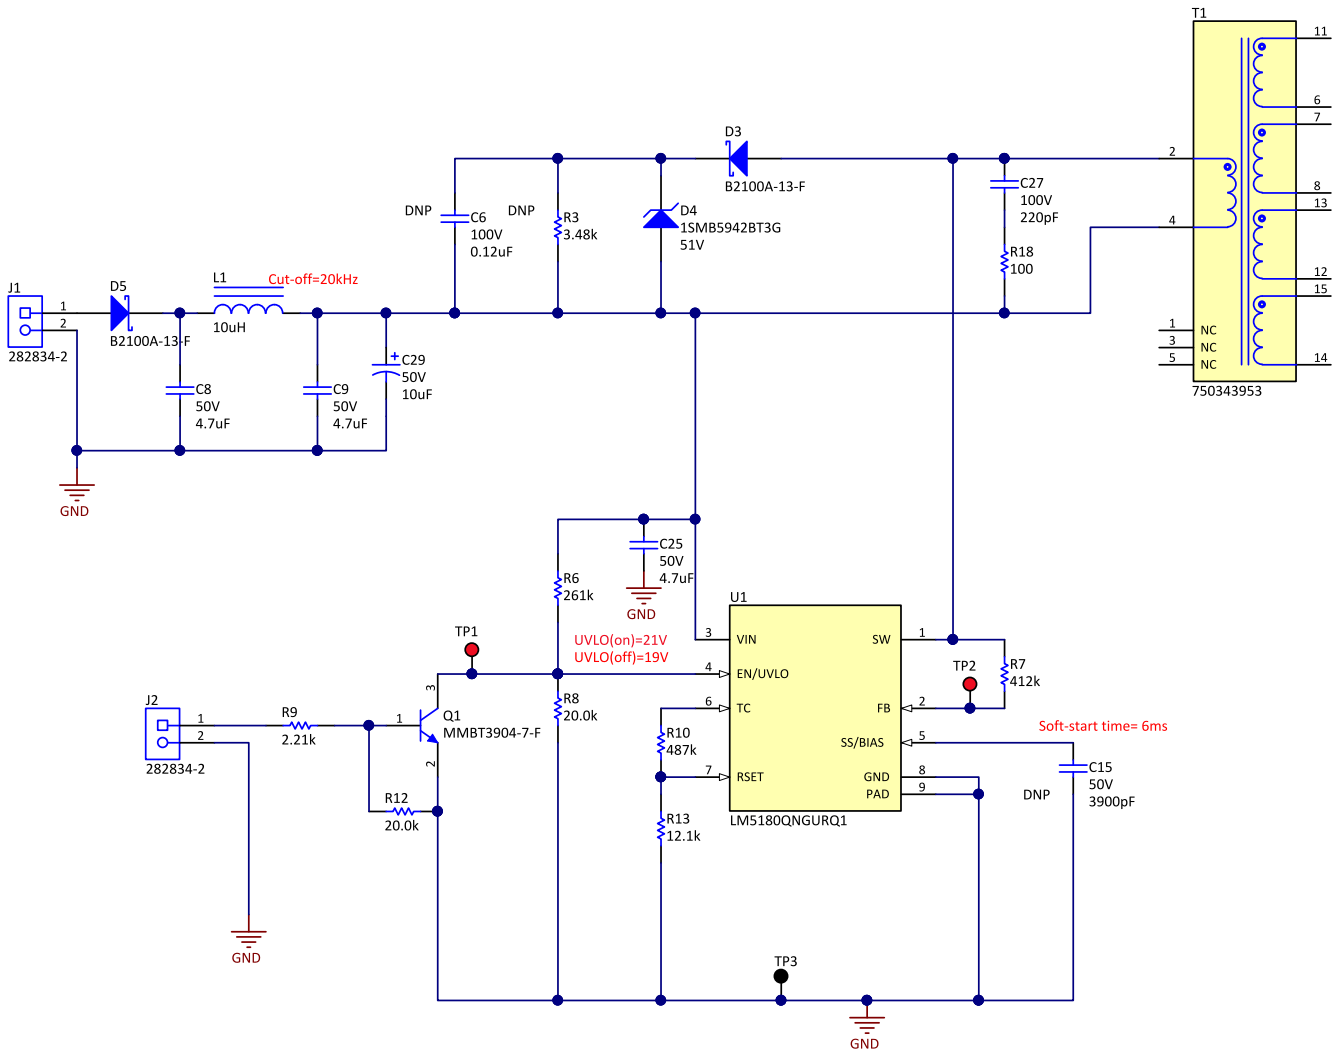 T1
11
6
7
2
8
13
4
12
15
1 NC
3 NC
5 NC
14
750343953
D3
B2100A-13-F
DNP
C6
100V
0.12uF
DNP
R3
3.48k
D4
1SMB5942BT3G
51V
C27
100V
220pF
R18
100
J1
1
2
282834-2
D5
B2100A-13-F
L1
10uH
Cut-off=20kHz
C8
50V
4.7uF
C9
50V
4.7uF
C29
50V
10uF
GND
C25
50V
4.7uF
GND
R6
261k
UVLO(on)=21V
UVLO(off)=19V
TP1
U1
3 VIN
4 EN/UVLO
6 TC
7 RSET
SW 1
FB 2
SS/BIAS 5
GND 8
PAD 9
LM5180QNGURQ1
TP2
R7
412k
Soft-start time= 6ms
C15
50V
3900pF
DNP
J2
1
2
282834-2
R9
2.21k
3
1
2
Q1
MMBT3904-7-F
R8
20.0k
R10
487k
R12
20.0k
R13
12.1k
GND
TP3
GND